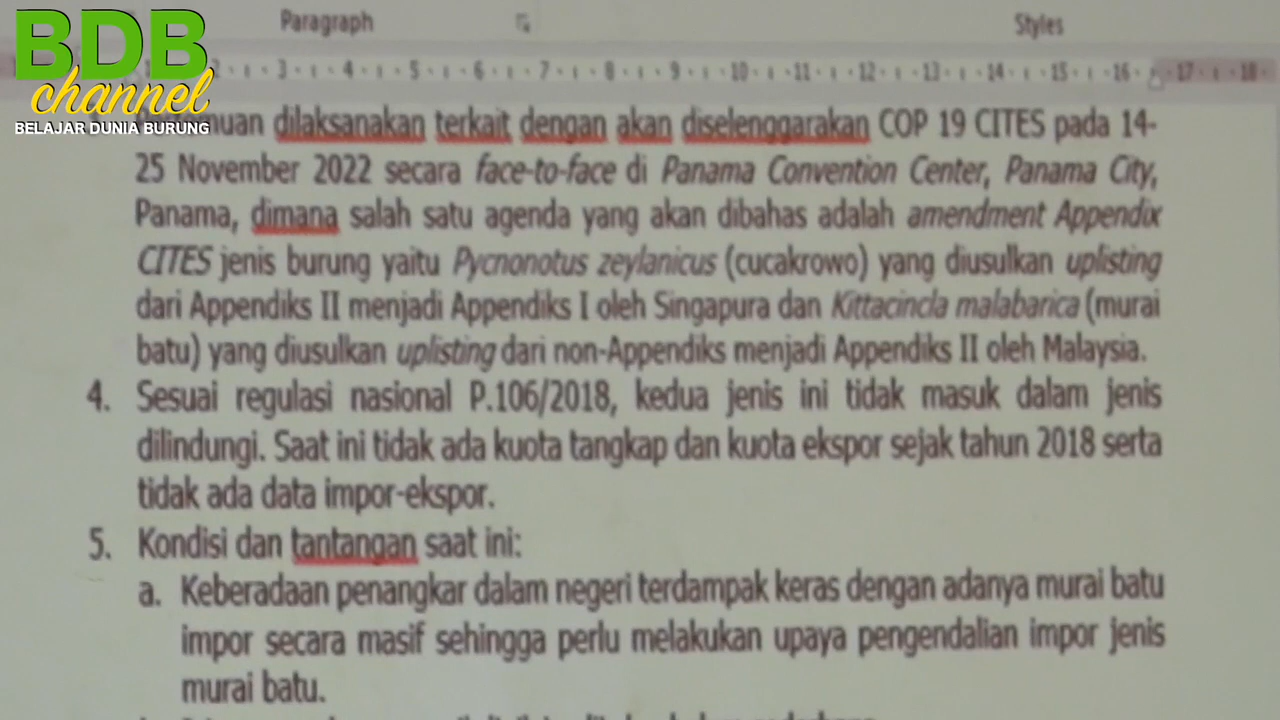 Paragraph
Styles
BDB
channel
BELAJAR DUNIA BURUNG
2 3 4 5 6 7 8 9 10 11 12 13 14 15 16 17 18
dilaksanakan terkait dengan akan diselenggarakan COP 19 CITES pada 14-
25 November 2022 secara face-to-face di Panama Convention Center, Panama City,
Panama, dimana salah satu agenda yang akan dibahas adalah amendment Appendix
CITES jenis burung yaitu Pycnonotus zeylanicus (cucakrowo) yang diusulkan uplisting
dari Appendiks II menjadi Appendiks I oleh Singapura dan Kittacincla malabarica (murai
batu) yang diusulkan uplisting dari non-Appendiks menjadi Appendiks II oleh Malaysia.
4. Sesuai regulasi nasional P.106/2018, kedua jenis ini tidak masuk dalam jenis
dilindungi. Saat ini tidak ada kuota tangkap dan kuota ekspor sejak tahun 2018 serta
tidak ada data impor-ekspor.
5. Kondisi dan tantangan saat ini:
a. Keberadaan penangkar dalam negeri terdampak keras dengan adanya murai batu
impor secara masif sehingga perlu melakukan upaya pengendalian impor jenis
murai batu.